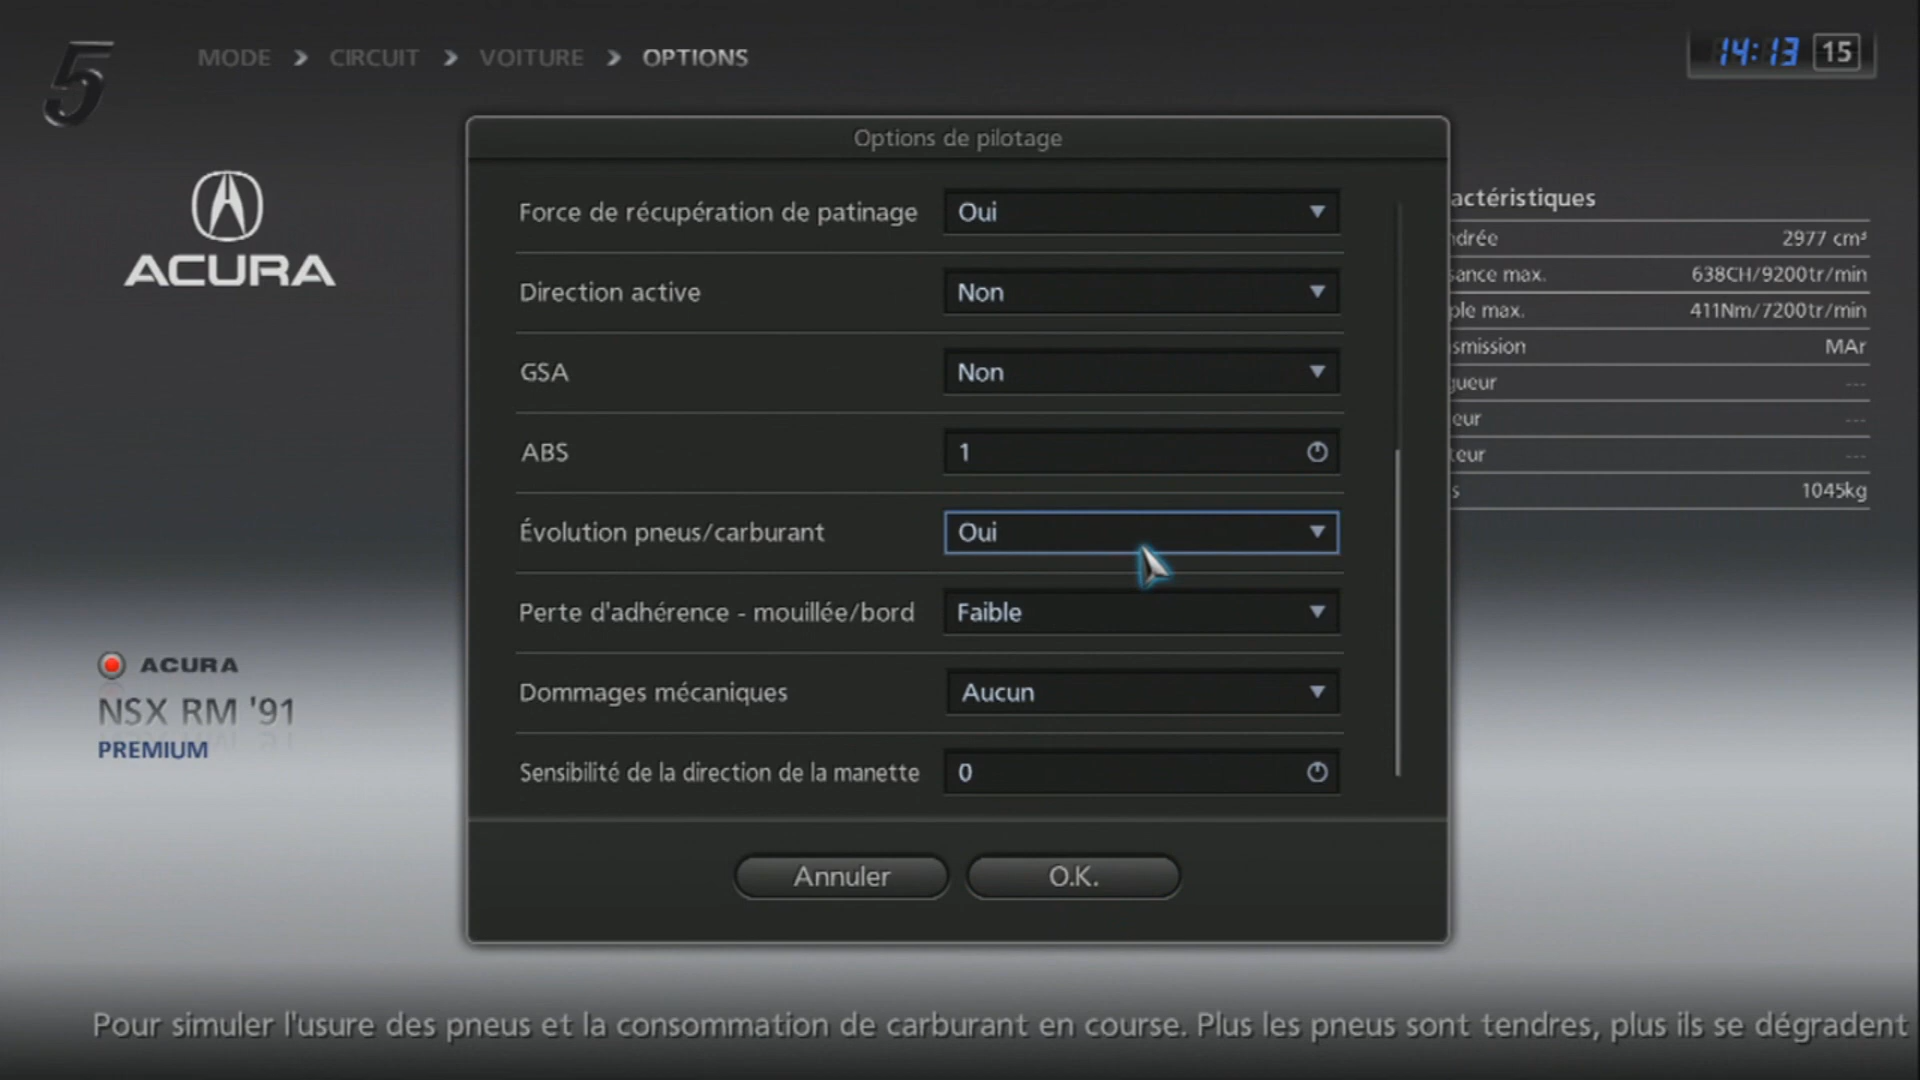 5
MODE > CIRCUIT > VOITURE > OPTIONS
14:13 15
Options de pilotage
ACURA
Force de récupération de patinage Oui
Direction active Non
GSA Non
ABS 1
Évolution pneus/carburant Oui
Perte d'adhérence - mouillée/bord Faible
Dommages mécaniques Aucun
Sensibilité de la direction de la manette 0
Annuler O.K.
actéristiques
ndrée 2977 cm³
sance max. 638CH/9200tr/min
ple max. 411Nm/7200tr/min
smission MAr
gueur ---
eur ---
teur ---
s 1045kg
ACURA
NSX RM '91
PREMIUM
Pour simuler l'usure des pneus et la consommation de carburant en course. Plus les pneus sont tendres, plus ils se dégradent